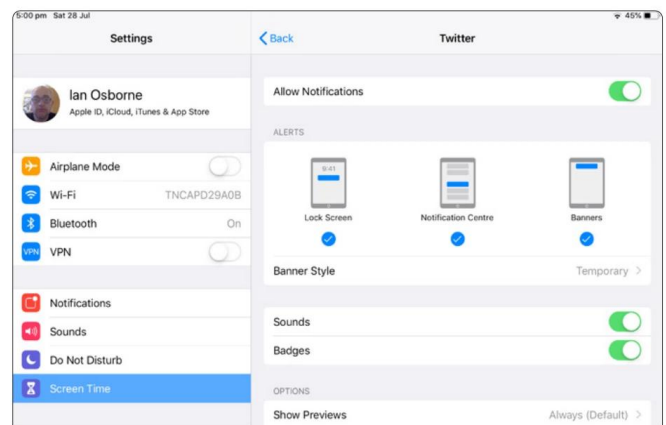 5:00 pm Sat 28 Jul
45%
Settings
Ian Osborne
Apple ID, iCloud, iTunes & App Store
Airplane Mode
Wi-Fi TNCAPD29A0B
Bluetooth On
VPN VPN
Notifications
Sounds
Do Not Disturb
Screen Time
Back Twitter
Allow Notifications
ALERTS
9:41
Lock Screen Notification Centre Banners
Banner Style Temporary
Sounds
Badges
OPTIONS
Show Previews Always (Default)